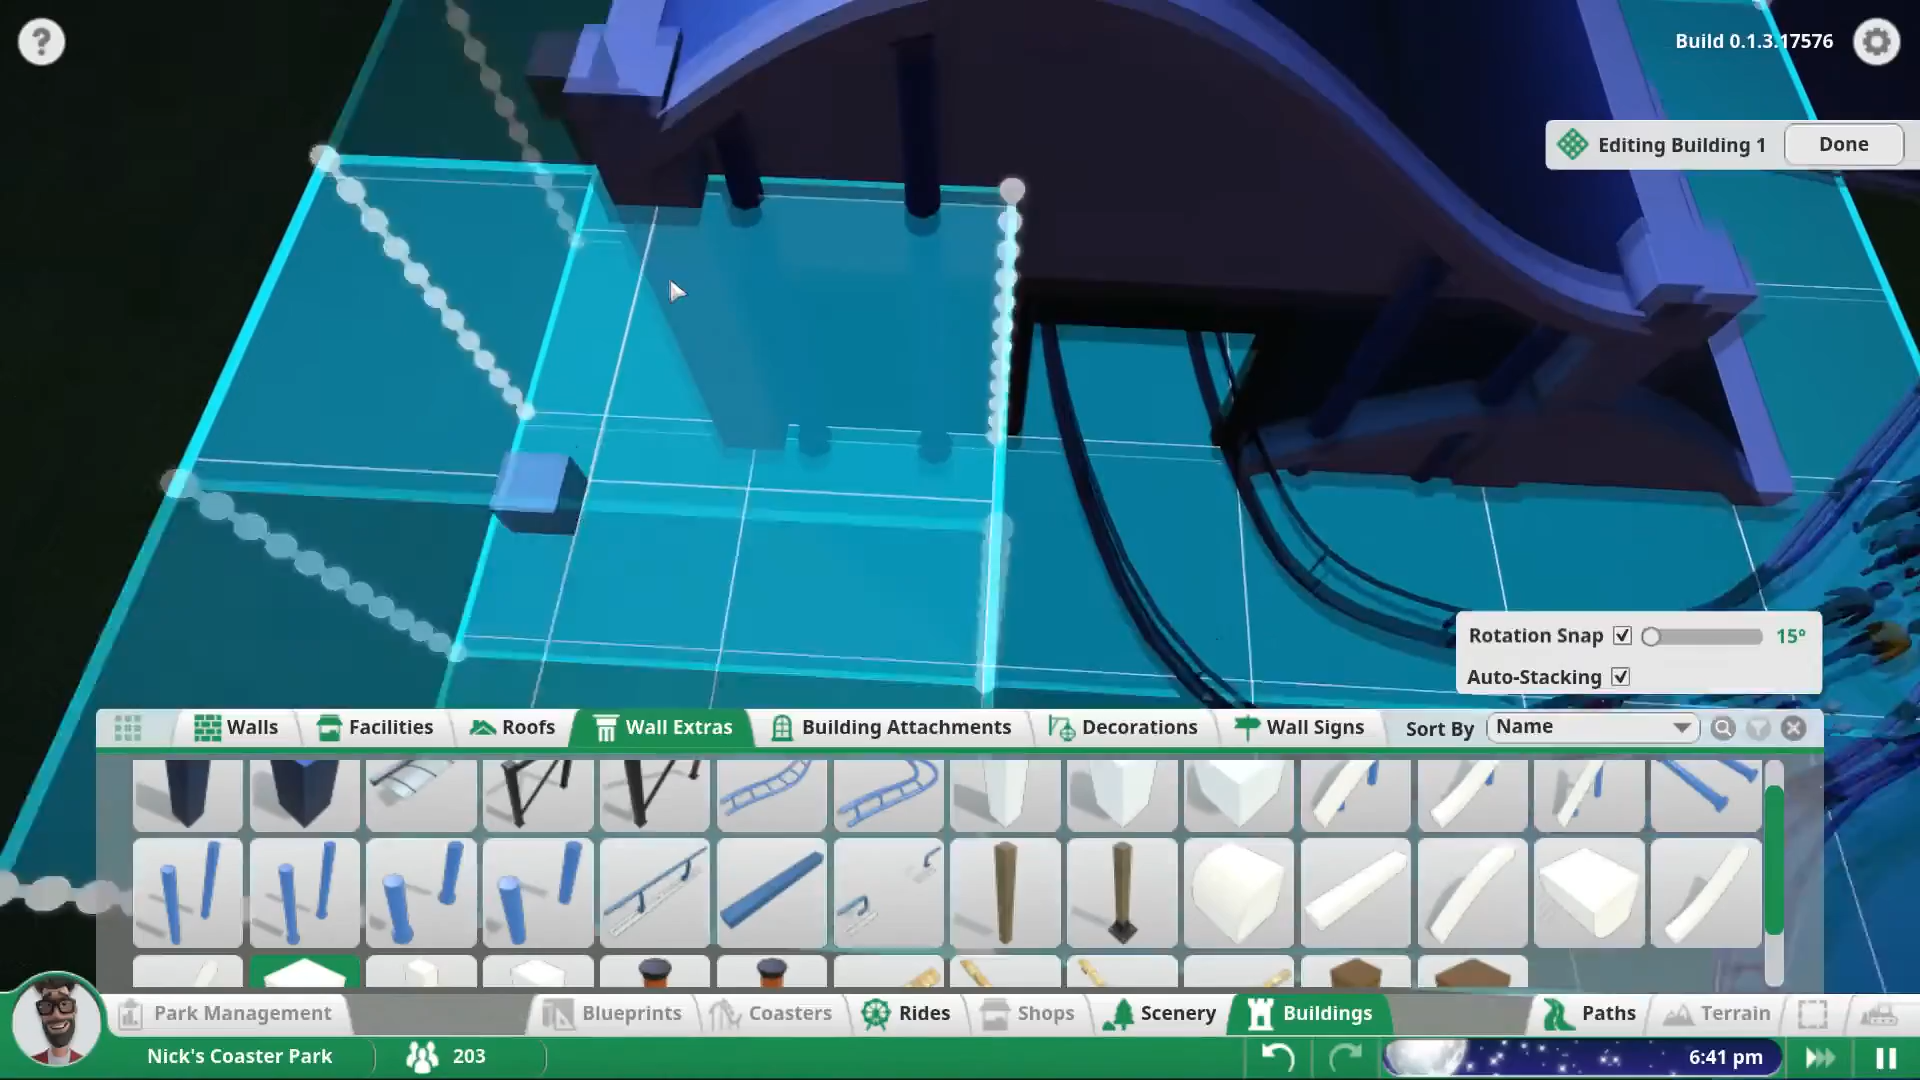 ?
Build 0.1.3.17576
Editing Building 1
Done
Rotation Snap
15°
Auto-Stacking
Walls
Facilities
Roofs
Wall Extras
Building Attachments
Decorations
Wall Signs
Sort By
Name
Park Management
Blueprints
Coasters
Rides
Shops
Scenery
Buildings
Paths
Terrain
Nick's Coaster Park
203
6:41 pm